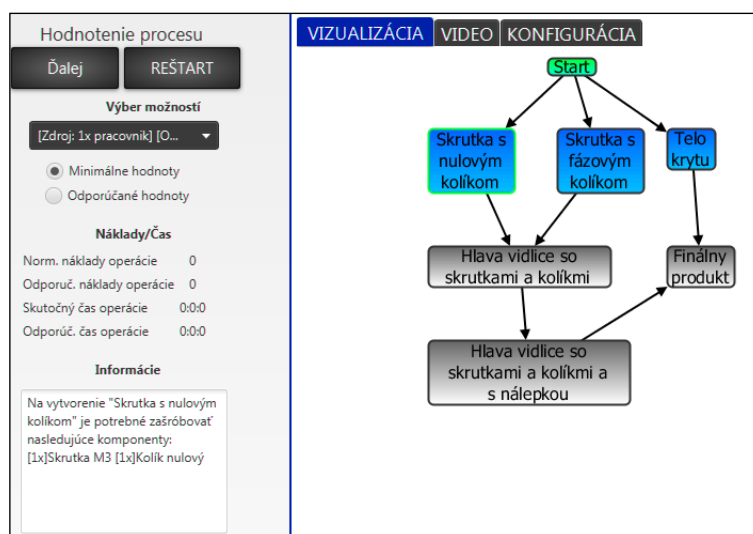 Hodnotenie procesu
Ďalej
REŠTART
Výber možností
[Zdroj: 1x pracovnik] [O...
Minimálne hodnoty
Odporúčané hodnoty
Náklady/Čas
Norm. náklady operácie 0
Odporuč. náklady operácie 0
Skutočný čas operácie 0:0:0
Odporúč. čas operácie 0:0:0
Informácie
Na vytvorenie "Skrutka s nulovým
kolíkom" je potrebné zašróbovať
nasledujúce komponenty:
[1x]Skrutka M3 [1x]Kolík nulový
VIZUALIZÁCIA
VIDEO
KONFIGURÁCIA
Start
Skrutka s
nulovým
kolíkom
Skrutka s
fázovým
kolíkom
Telo
krytu
Hlava vidlice so
skrutkami a kolíkmi
Finálny
produkt
Hlava vidlice so
skrutkami a kolíkmi a
s nálepkou